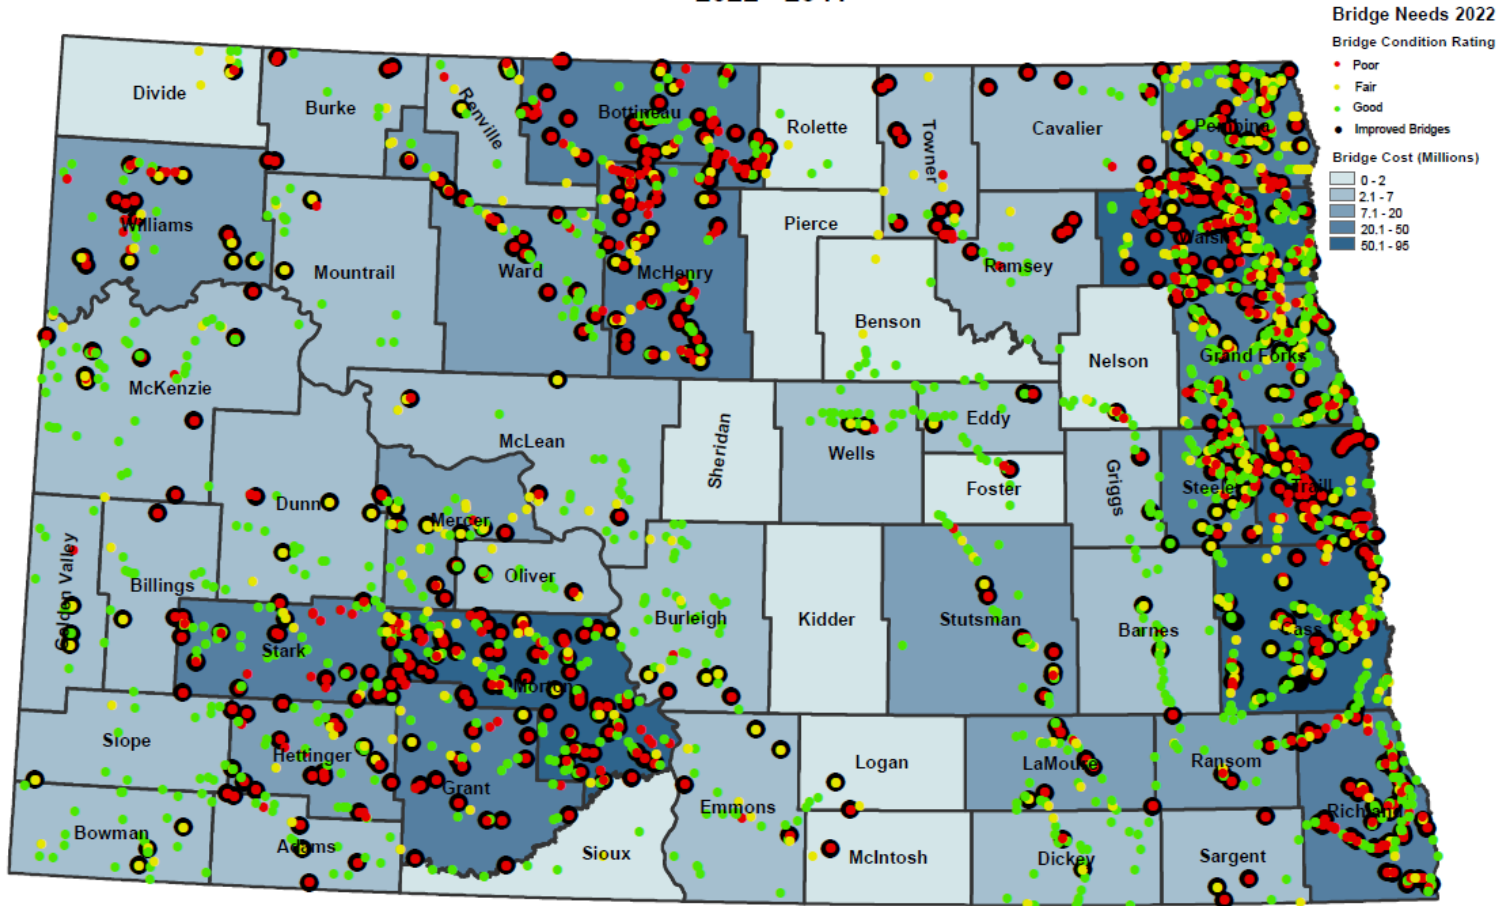 Bridge Needs 2022
Bridge Condition Rating
Poor
Fair
Good
Improved Bridges
Bridge Cost (Millions)
0 - 2
2.1 - 7
7.1 - 20
20.1 - 50
50.1 - 95
Divide
Burke
Renville
Bottineau
Rolette
Towner
Cavalier
Pembina
Williams
Mountrail
Ward
McHenry
Pierce
Ramsey
Walsh
Benson
Nelson
Grand Forks
McKenzie
McLean
Sheridan
Wells
Eddy
Foster
Griggs
Steele
Traill
Dunn
Mercer
Oliver
Golden Valley
Billings
Stark
Morton
Burleigh
Kidder
Stutsman
Barnes
Cass
Slope
Hettinger
Grant
Emmons
Logan
LaMoure
Ransom
Richland
Bowman
Adams
Sioux
McIntosh
Dickey
Sargent